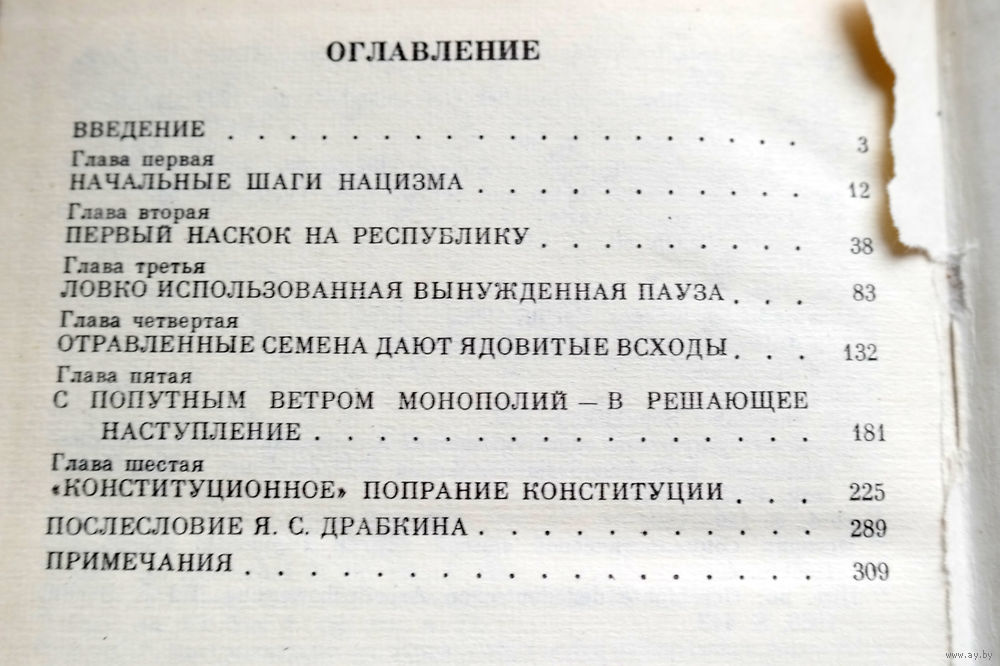 ОГЛАВЛЕНИЕ
ВВЕДЕНИЕ . . . . . . . . . . . . . . . . . . . 3
Глава первая
НАЧАЛЬНЫЕ ШАГИ НАЦИЗМА . . . . . . . . . . . 12
Глава вторая
ПЕРВЫЙ НАСКОК НА РЕСПУБЛИКУ . . . . . . . . . 38
Глава третья
ЛОВКО ИСПОЛЬЗОВАННАЯ ВЫНУЖДЕННАЯ ПАУЗА . . . 83
Глава четвертая
ОТРАВЛЕННЫЕ СЕМЕНА ДАЮТ ЯДОВИТЫЕ ВСХОДЫ . . . 132
Глава пятая
С ПОПУТНЫМ ВЕТРОМ МОНОПОЛИЙ — В РЕШАЮЩЕЕ
НАСТУПЛЕНИЕ . . . . . . . . . . . . . . . . 181
Глава шестая
«КОНСТИТУЦИОННОЕ» ПОПРАНИЕ КОНСТИТУЦИИ . . . 225
ПОСЛЕСЛОВИЕ Я. С. ДРАБКИНА . . . . . . . . . . . 289
ПРИМЕЧАНИЯ . . . . . . . . . . . . . . . . . . 309
www.ay.by